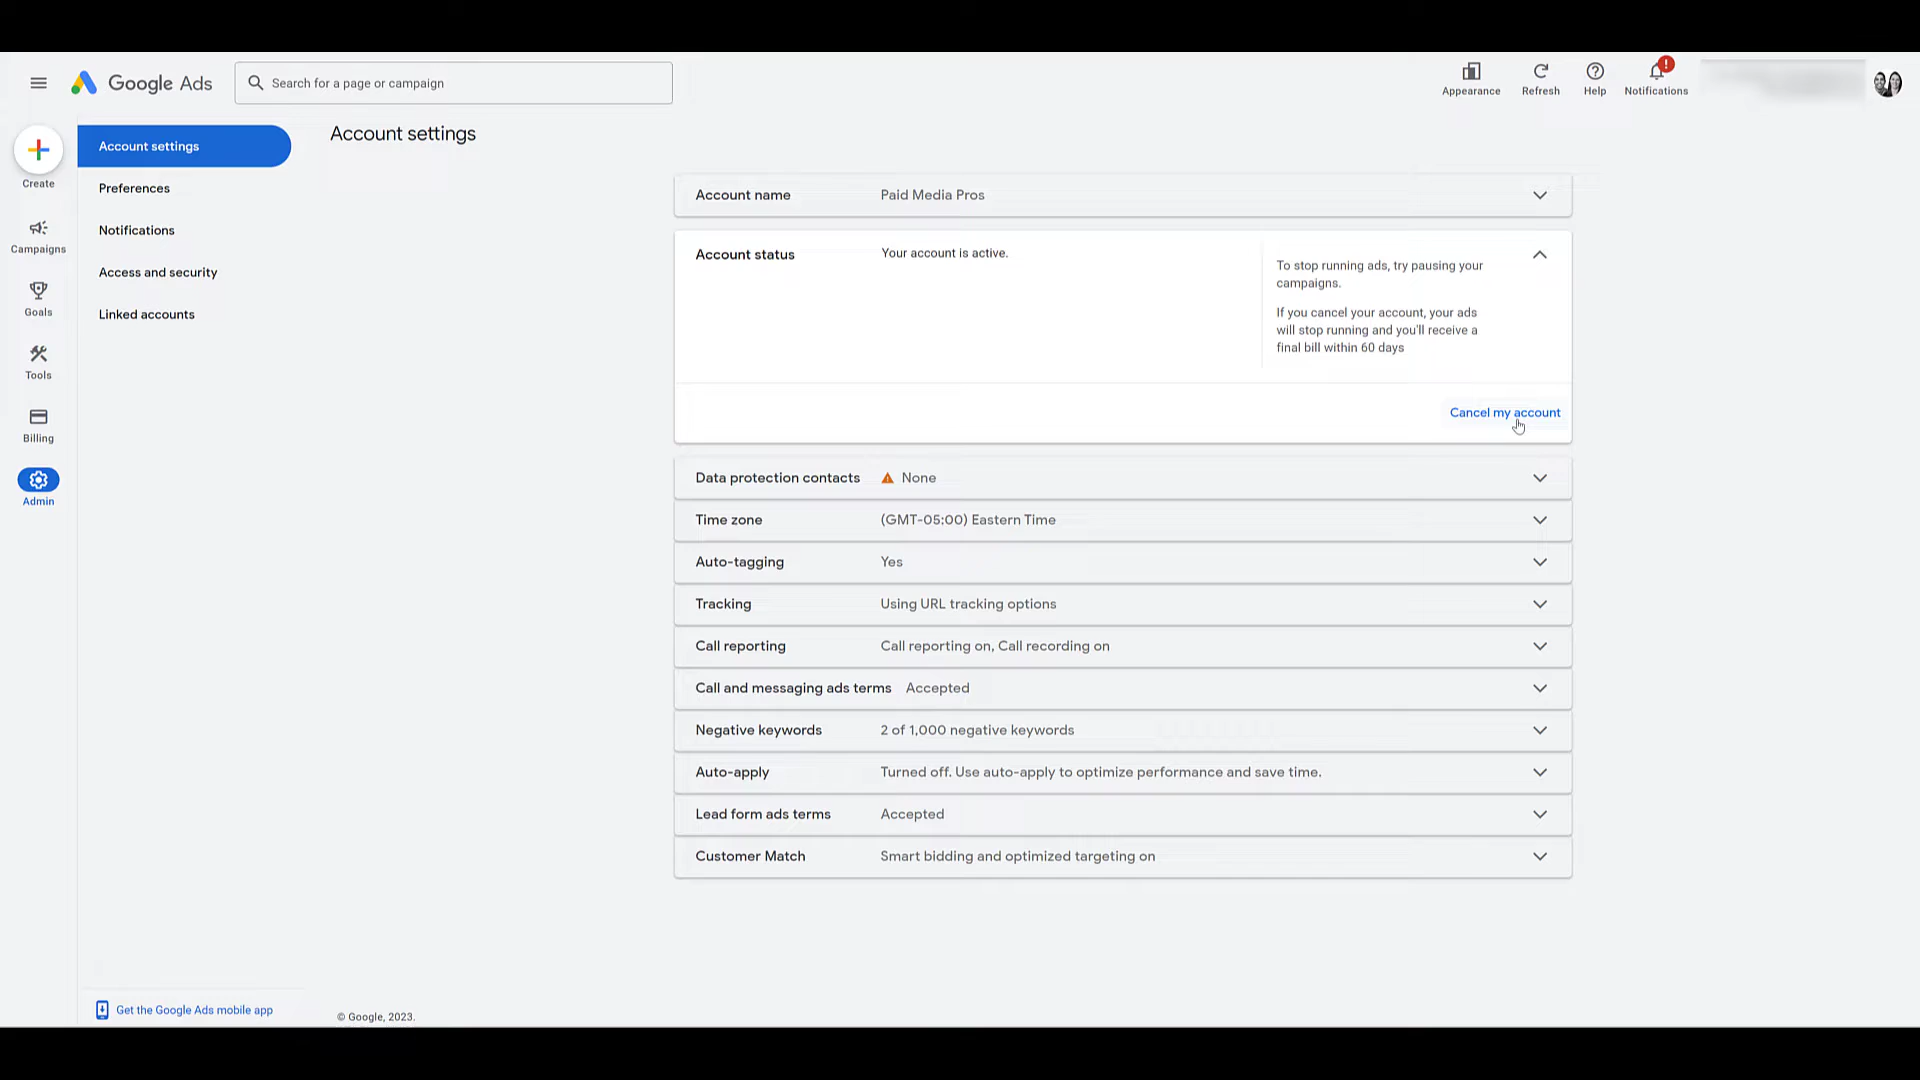 Google Ads
Search for a page or campaign
Appearance
Refresh
Help
!
Notifications
Create
Campaigns
Goals
Tools
Billing
Admin
Account settings
Preferences
Notifications
Access and security
Linked accounts
Get the Google Ads mobile app
Account settings
Account name Paid Media Pros
Account status Your account is active.
To stop running ads, try pausing your
campaigns.
If you cancel your account, your ads
will stop running and you'll receive a
final bill within 60 days
Cancel my account
Data protection contacts None
Time zone (GMT-05:00) Eastern Time
Auto-tagging Yes
Tracking Using URL tracking options
Call reporting Call reporting on, Call recording on
Call and messaging ads terms Accepted
Negative keywords 2 of 1,000 negative keywords
Auto-apply Turned off. Use auto-apply to optimize performance and save time.
Lead form ads terms Accepted
Customer Match Smart bidding and optimized targeting on
© Google, 2023.